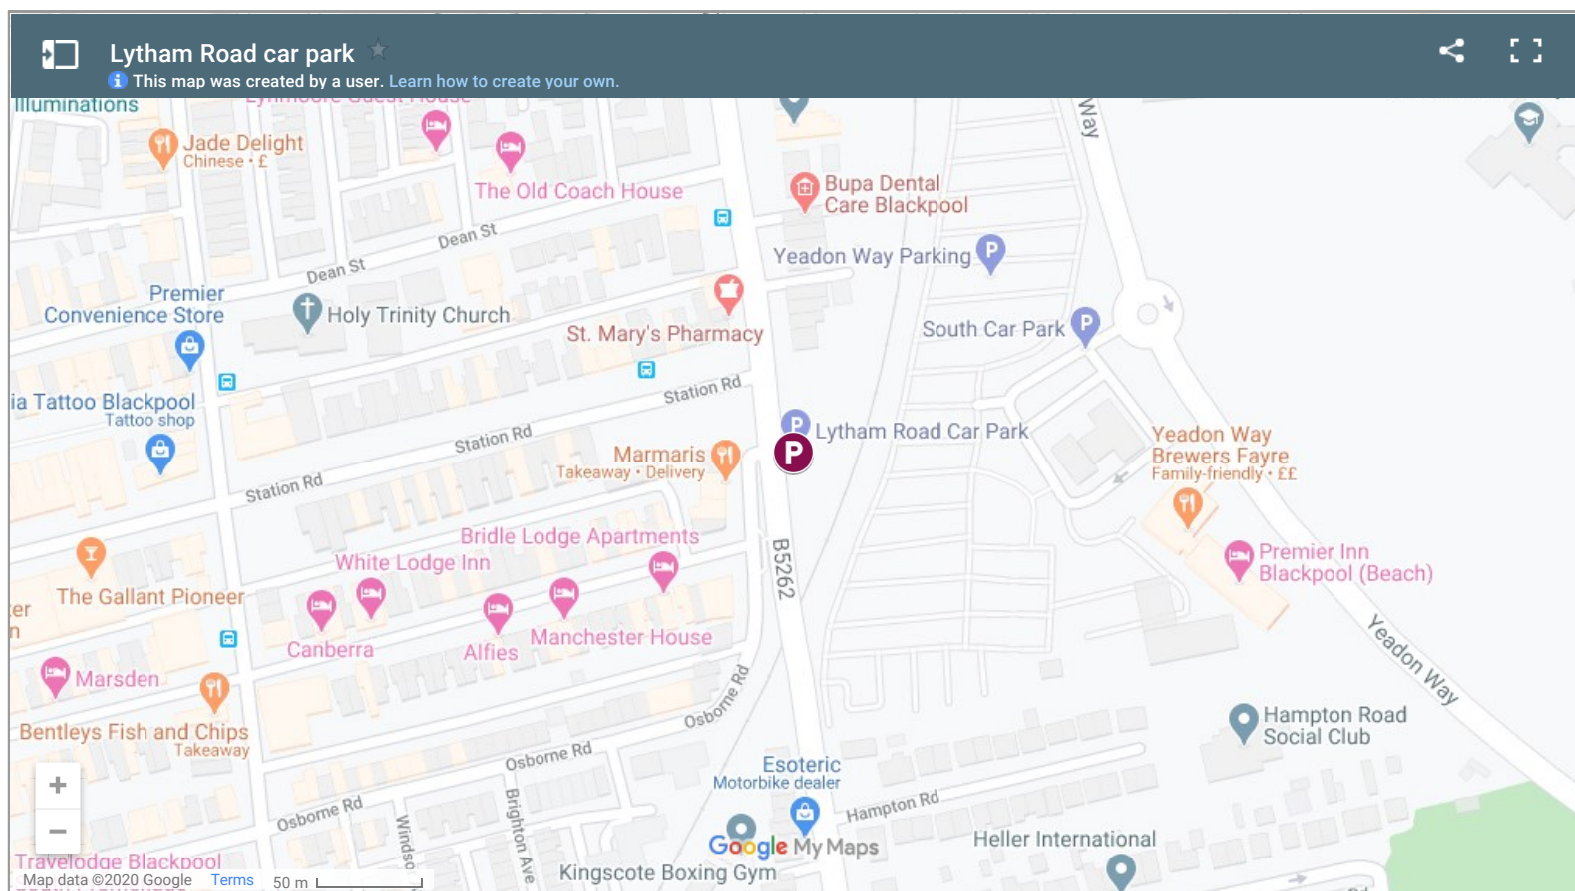 Lytham Road car park
This map was created by a user. Learn how to create your own.
Illuminations
Lynmoore Guest House
Way
Jade Delight
Chinese • £
The Old Coach House
Bupa Dental
Care Blackpool
Dean St
Dean St
Yeadon Way Parking
P
Premier
Convenience Store
Holy Trinity Church
St. Mary's Pharmacy
South Car Park
P
Station Rd
ia Tattoo Blackpool
Tattoo shop
Station Rd
P
Lytham Road Car Park
P
Marmaris
Takeaway • Delivery
Yeadon Way
Brewers Fayre
Family-friendly • ££
Station Rd
Bridle Lodge Apartments
White Lodge Inn
B5262
Premier Inn
Blackpool (Beach)
The Gallant Pioneer
ter
n
Canberra
Alfies
Manchester House
Yeadon Way
Marsden
Osborne Rd
Bentleys Fish and Chips
Takeaway
Hampton Road
Social Club
Osborne Rd
Esoteric
Motorbike dealer
+
−
Osborne Rd
Windso
Brighton Ave
Hampton Rd
Google My Maps
Heller International
Travelodge Blackpool
Kingscote Boxing Gym
Map data ©2020 Google
Terms
50 m